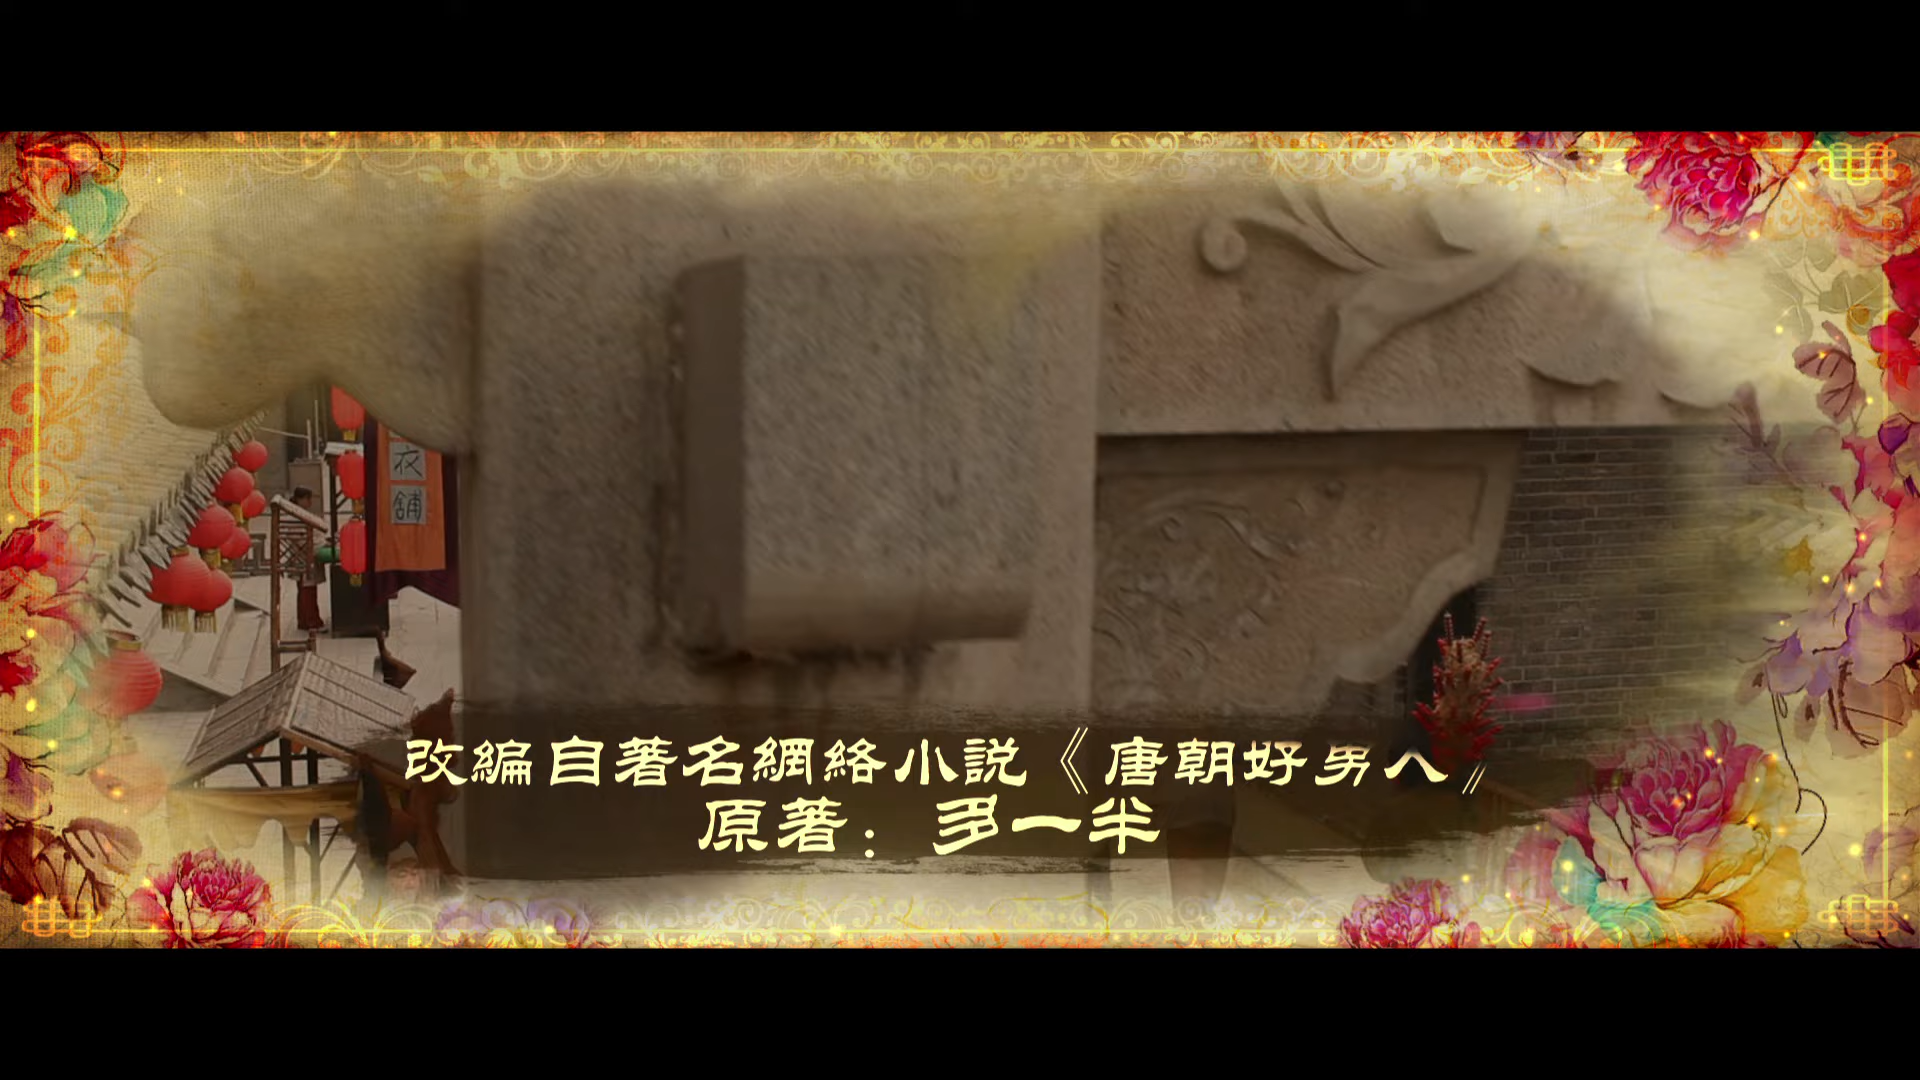 衣
舖
改編自著名網絡小説《唐朝好男人》
原著：多一半